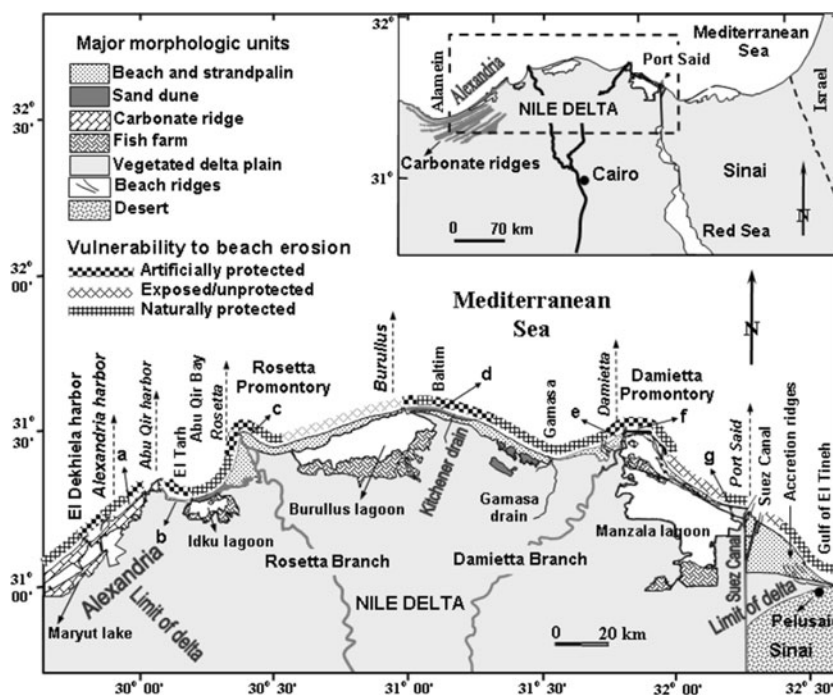 Major morphologic units
Beach and strandpalin
Sand dune
Carbonate ridge
Fish farm
Vegetated delta plain
Beach ridges
Desert
Vulnerability to beach erosion
Artificially protected
Exposed/unprotected
Naturally protected
32°
Mediterranean
Sea
Port Said
Alamein
Alexandria
NILE DELTA
Israel
Carbonate ridges
31°
Cairo
Sinai
N
0 70 km
Red Sea
32°
30'
32°
00'
31°
30'
31°
00'
Mediterranean
Sea
N
El Dekhiela harbor
Alexandria harbor
a
Abu Qir harbor
El Tarh
b
Abu Qir Bay
Rosetta
Rosetta
Promontory
c
Burullus
Baltim
d
Gamasa
e
Damietta
Damietta
Promontory
f
g
Port Said
Suez Canal
Accretion ridges
Gulf of El Tineh
Burullus lagoon
Kitchener drain
Gamasa
drain
Manzala lagoon
Idku lagoon
Rosetta Branch
Damietta Branch
Suez Canal
Limit of delta
Pelusaic
Alexandria
Limit of delta
Maryut lake
NILE DELTA
0 20 km
Sinai
30° 00'
30° 30'
31° 00'
31° 30'
32° 00'
32° 30'